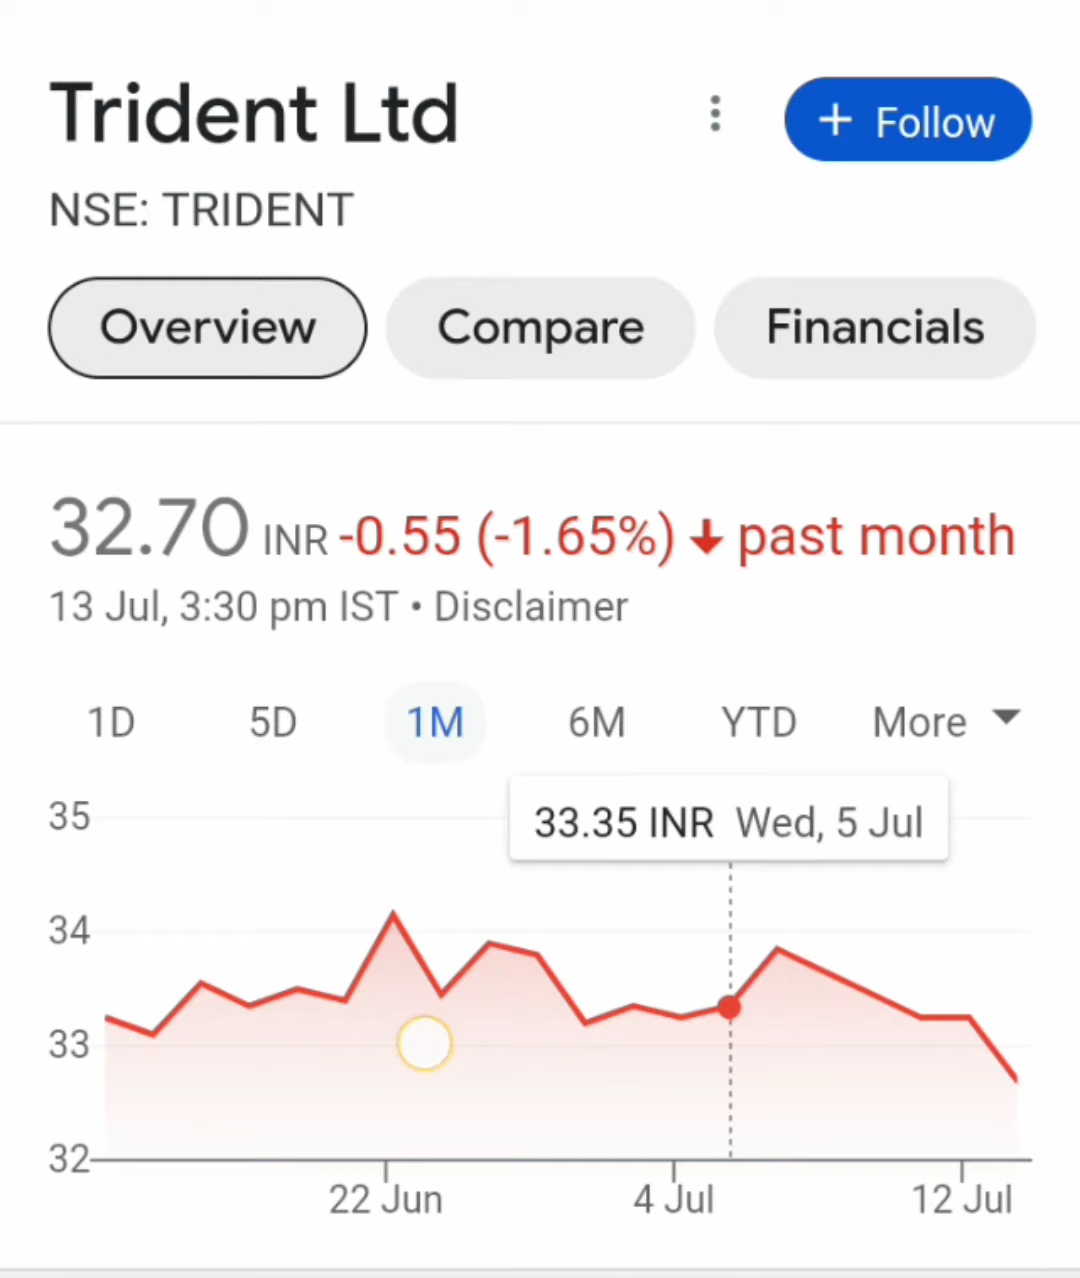 Trident Ltd
+ Follow
NSE: TRIDENT
Overview Compare Financials
32.70 INR -0.55 (-1.65%) ↓ past month
13 Jul, 3:30 pm IST • Disclaimer
1D 5D 1M 6M YTD More
33.35 INR Wed, 5 Jul
35
34
33
32
22 Jun 4 Jul 12 Jul